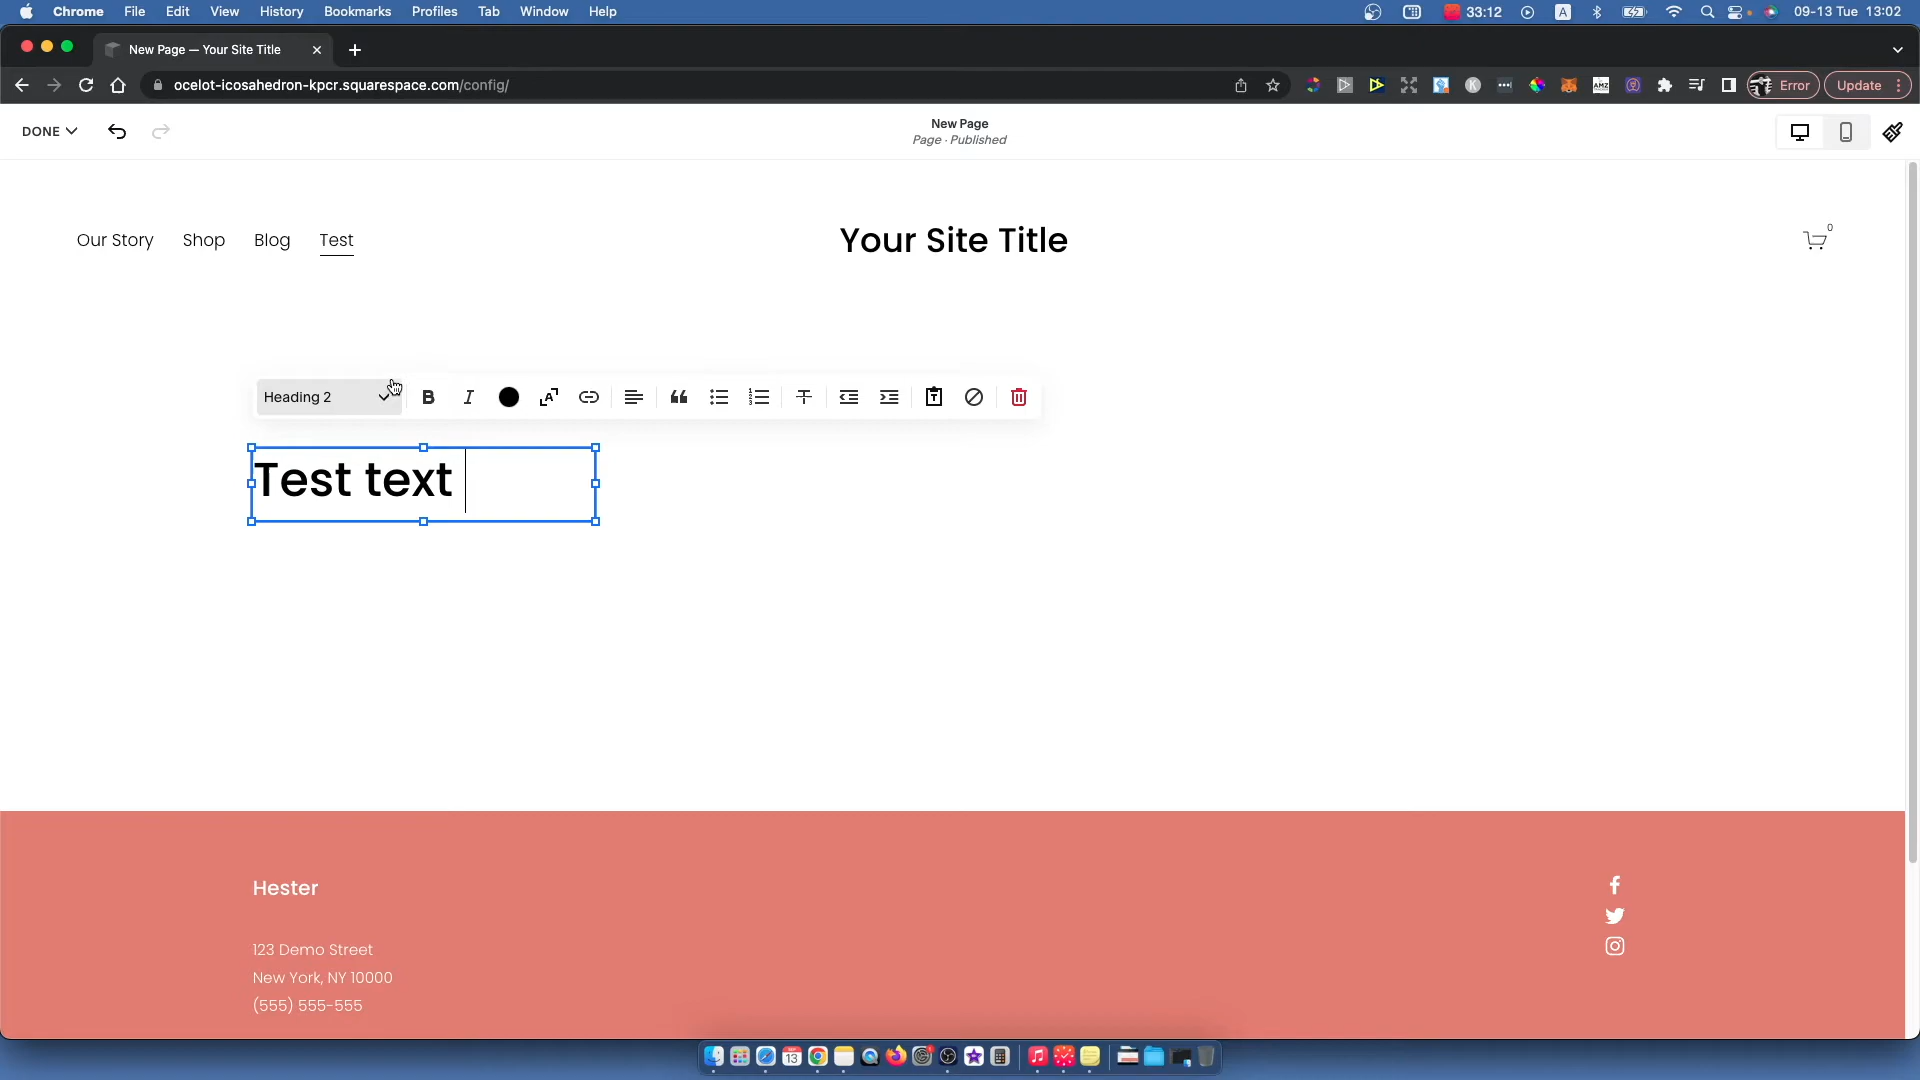 Chrome File Edit View History Bookmarks Profiles Tab Window Help 33:12 A 09-13 Tue 13:02
New Page — Your Site Title
ocelot-icosahedron-kpcr.squarespace.com/config/ Error Update
DONE
New Page
Page · Published
Our Story Shop Blog Test
Your Site Title
0
Heading 2 B I
Test text
Hester
123 Demo Street
New York, NY 10000
(555) 555-555
13